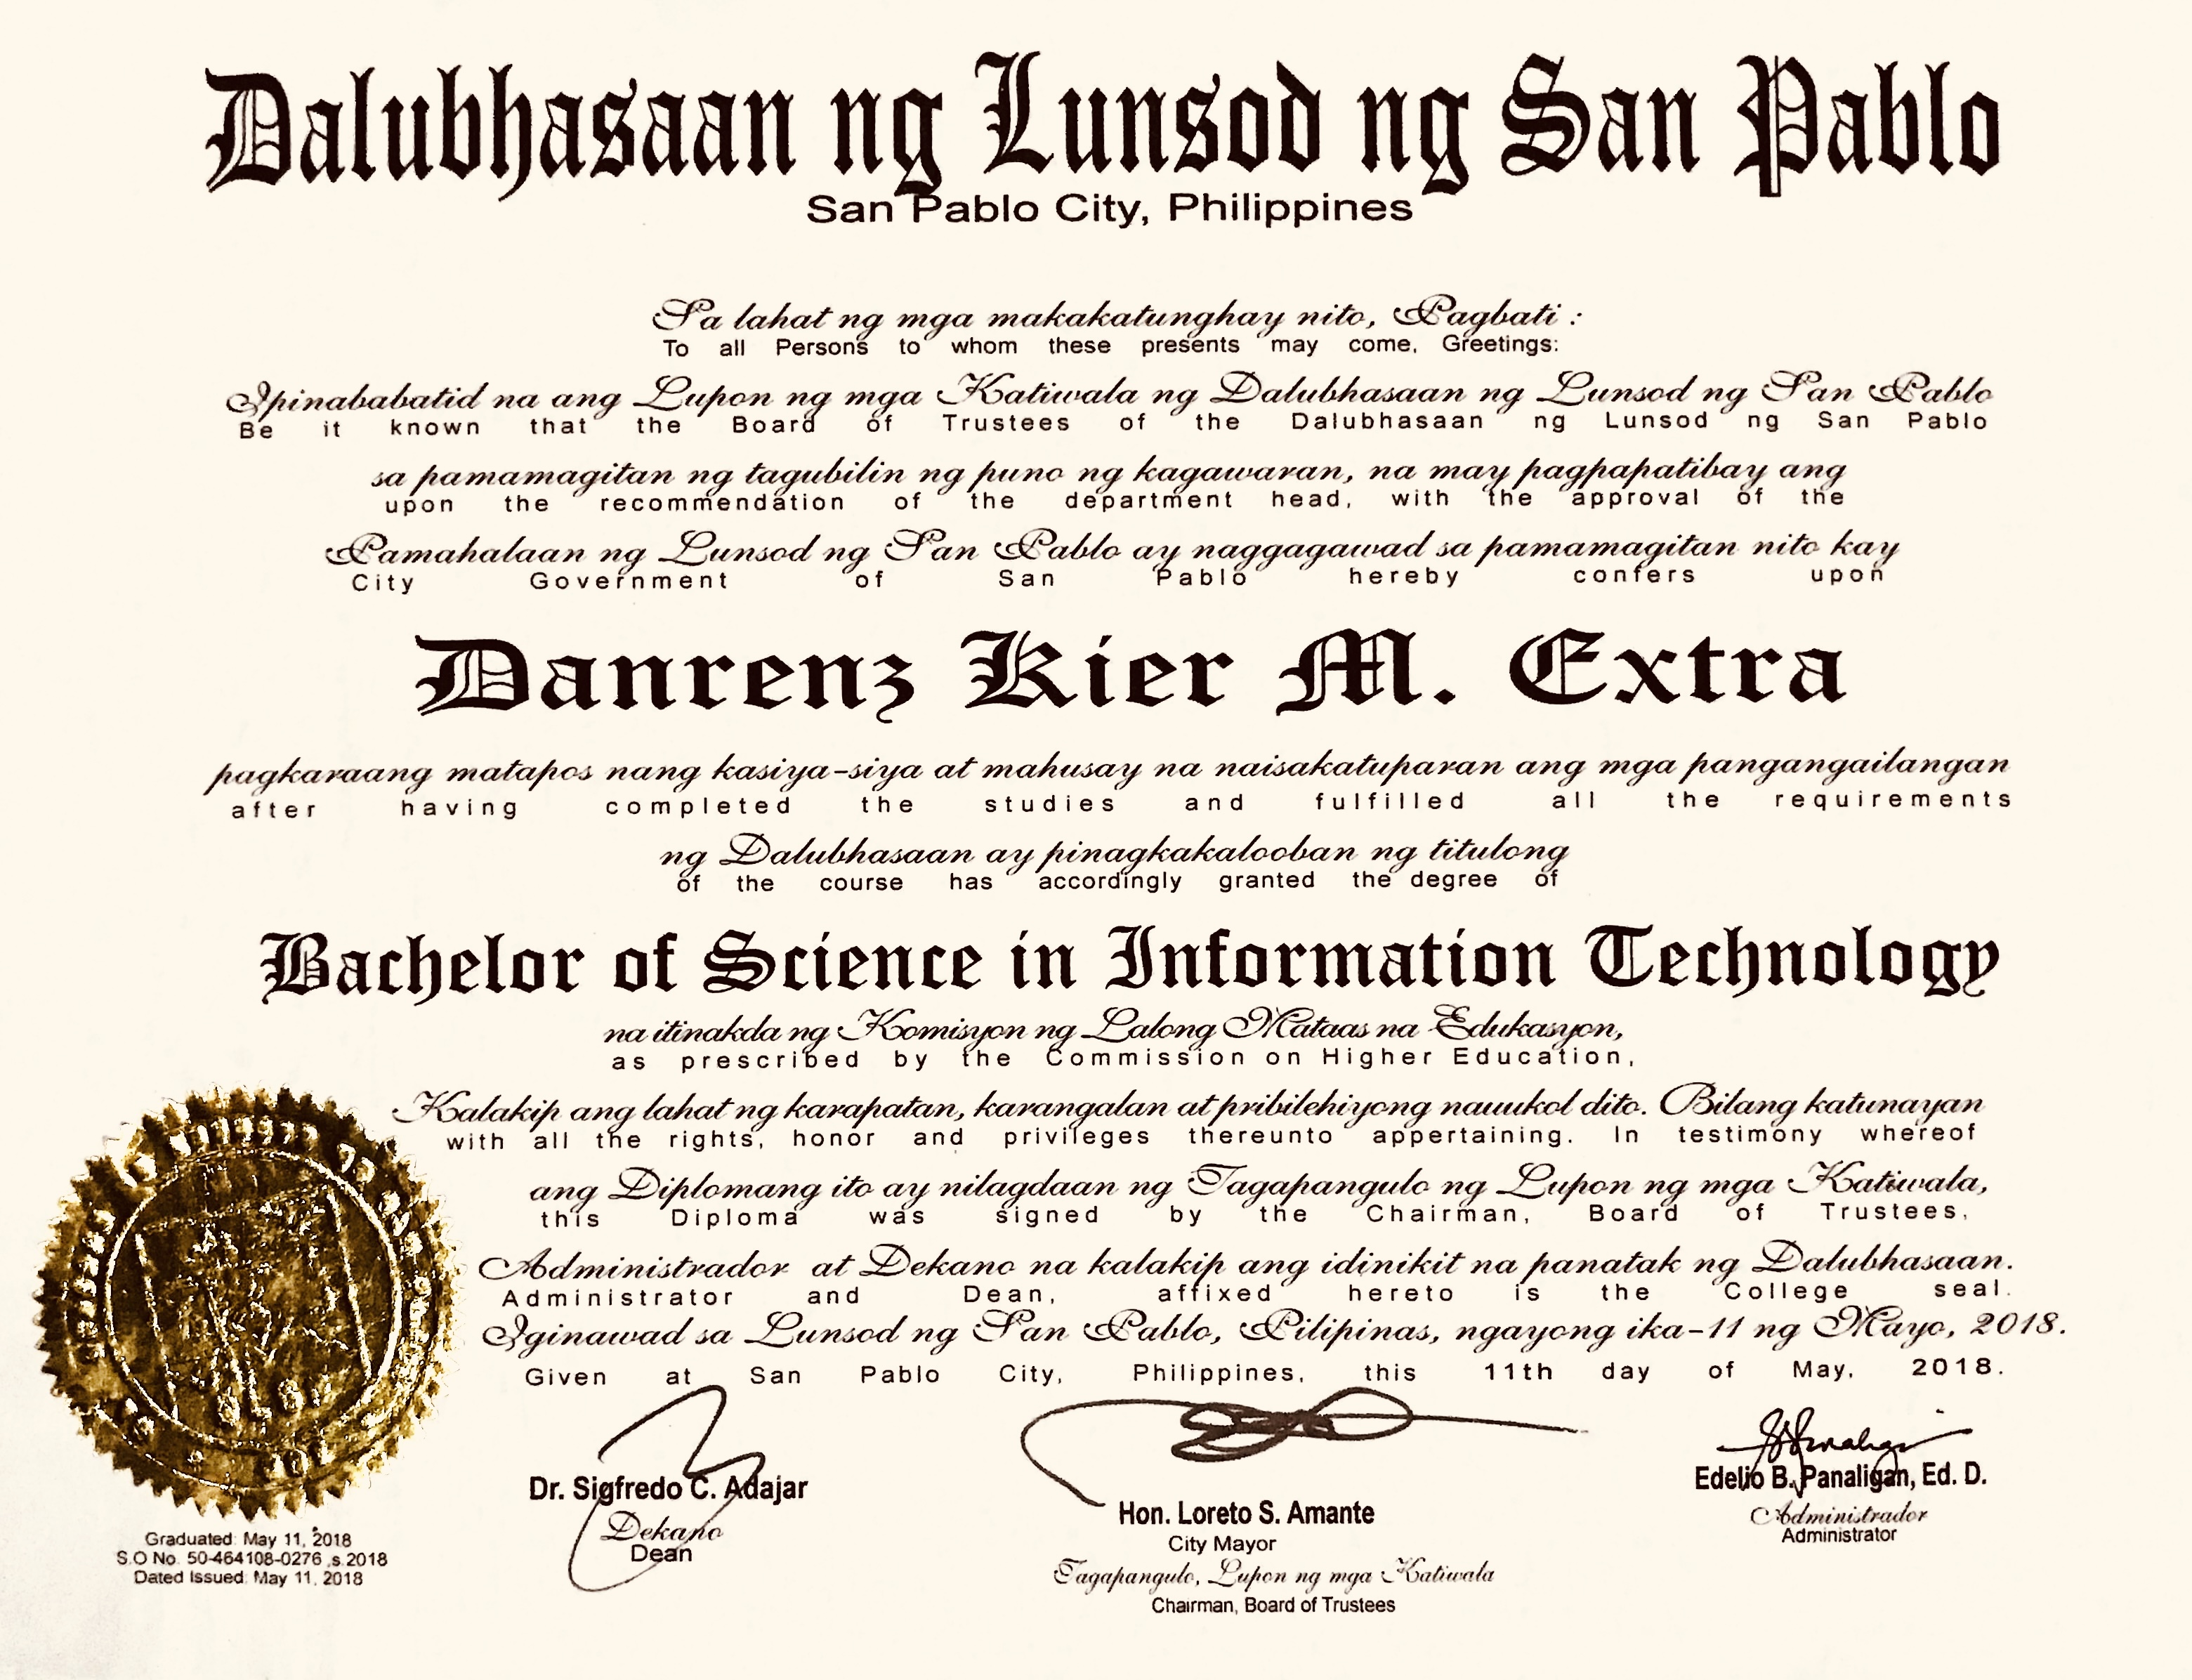 Dalubhasaan ng Lunsod ng San Pablo
San Pablo City, Philippines
Sa lahat ng mga makakatunghay nito, Pagbati :
To all Persons to whom these presents may come, Greetings:
Ipinababatid na ang Lupon ng mga Katiwala ng Dalubhasaan ng Lunsod ng San Pablo
Be it known that the Board of Trustees of the Dalubhasaan ng Lunsod ng San Pablo
sa pamamagitan ng tagubilin ng puno ng kagawaran, na may pagpapatibay ang
upon the recommendation of the department head, with the approval of the
Pamahalaan ng Lunsod ng San Pablo ay naggagawad sa pamamagitan nito kay
City Government of San Pablo hereby confers upon
Danrenz Kier M. Extra
pagkaraang matapos nang kasiya-siya at mahusay na naisakatuparan ang mga pangangailangan
after having completed the studies and fulfilled all the requirements
ng Dalubhasaan ay pinagkakalooban ng titulong
of the course has accordingly granted the degree of
Bachelor of Science in Information Technology
na itinakda ng Komisyon ng Lalong Mataas na Edukasyon,
as prescribed by the Commission on Higher Education,
Kalakip ang lahat ng karapatan, karangalan at pribilehiyong nauukol dito. Bilang katunayan
with all the rights, honor and privileges thereunto appertaining. In testimony whereof
ang Diplomang ito ay nilagdaan ng Tagapangulo ng Lupon ng mga Katiwala,
this Diploma was signed by the Chairman, Board of Trustees,
Administrador at Dekano na kalakip ang idinikit na panatak ng Dalubhasaan.
Administrator and Dean, affixed hereto is the College seal.
Iginawad sa Lunsod ng San Pablo, Pilipinas, ngayong ika-11 ng Mayo, 2018.
Given at San Pablo City, Philippines, this 11th day of May, 2018.
Dr. Sigfredo C. Adajar
Dekano
Dean
Hon. Loreto S. Amante
City Mayor
Tagapangulo, Lupon ng mga Katiwala
Chairman, Board of Trustees
Edelio B. Panaligan, Ed. D.
Administrador
Administrator
Graduated: May 11, 2018
S.O No. 50-464108-0276 ,s.2018
Dated Issued: May 11, 2018